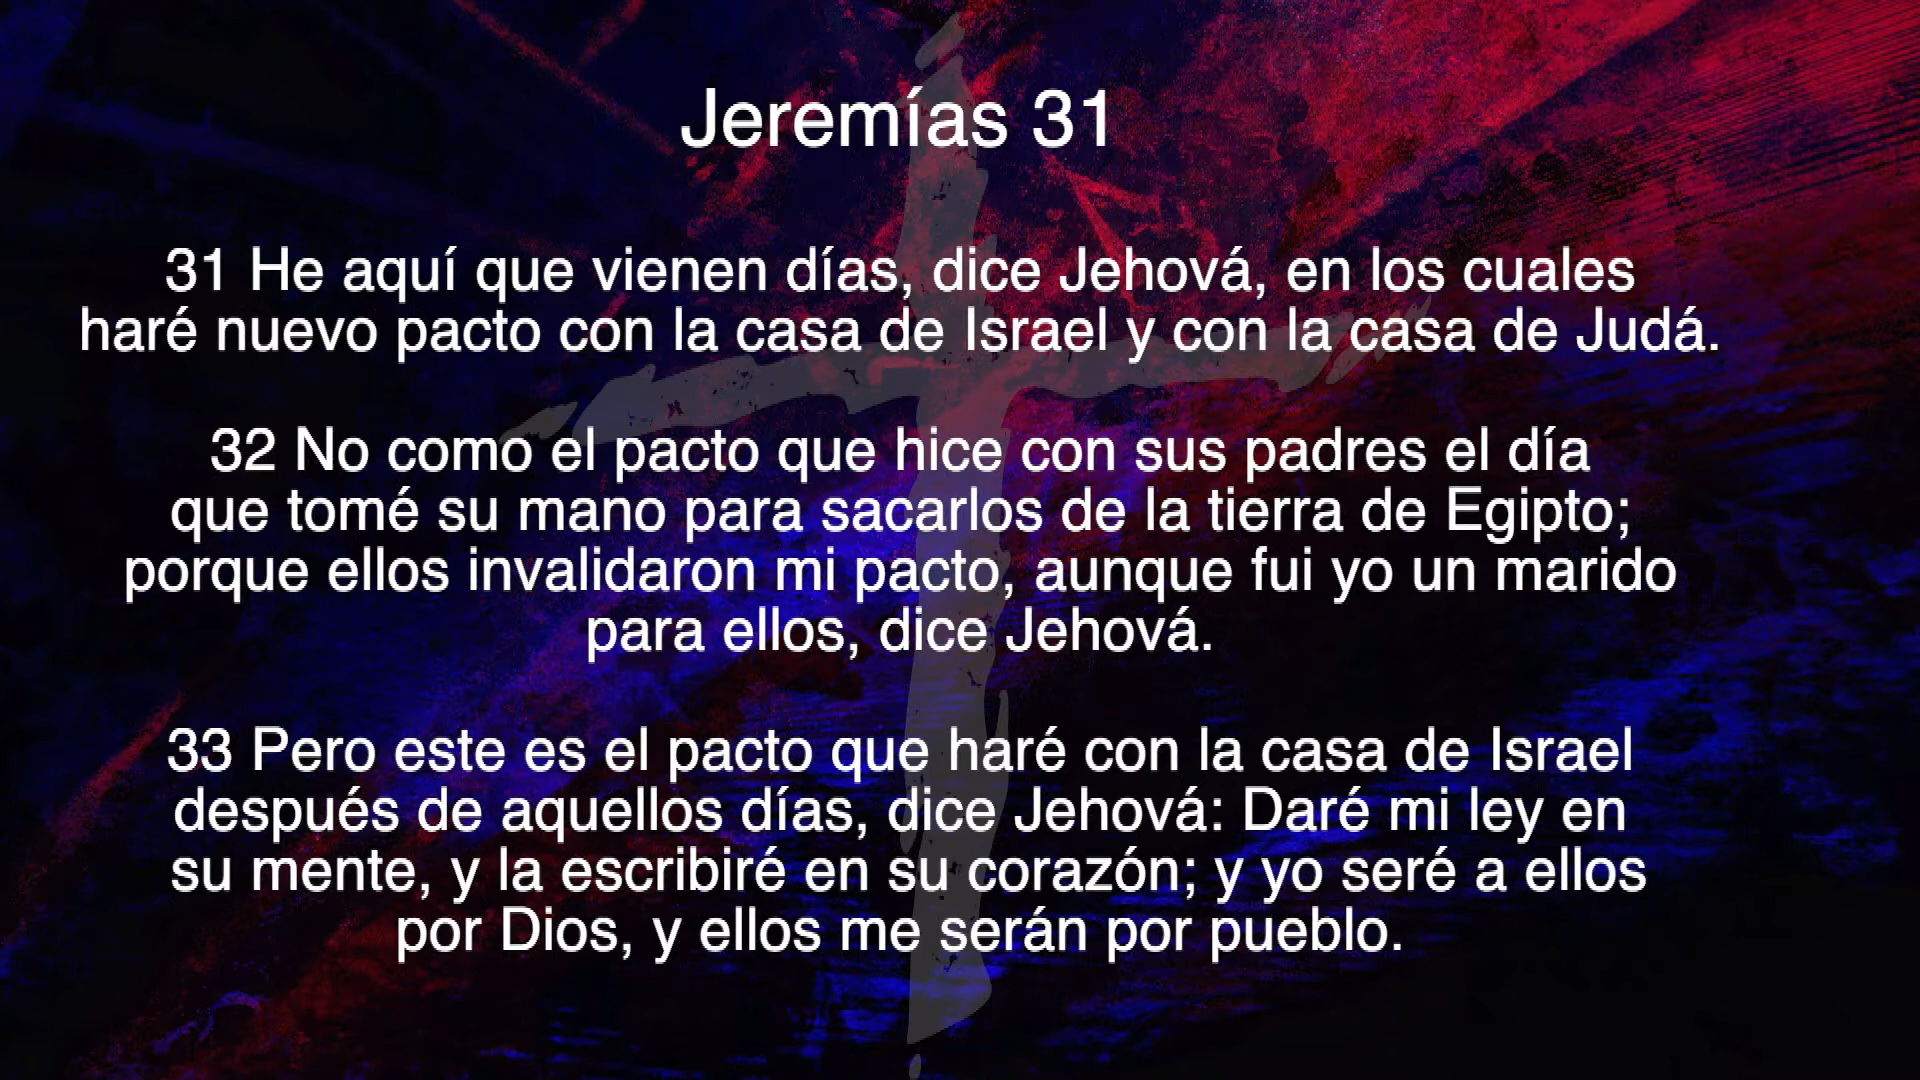 Jeremías 31
31 He aquí que vienen días, dice Jehová, en los cuales
haré nuevo pacto con la casa de Israel y con la casa de Judá.
32 No como el pacto que hice con sus padres el día
que tomé su mano para sacarlos de la tierra de Egipto;
porque ellos invalidaron mi pacto, aunque fui yo un marido
para ellos, dice Jehová.
33 Pero este es el pacto que haré con la casa de Israel
después de aquellos días, dice Jehová: Daré mi ley en
su mente, y la escribiré en su corazón; y yo seré a ellos
por Dios, y ellos me serán por pueblo.